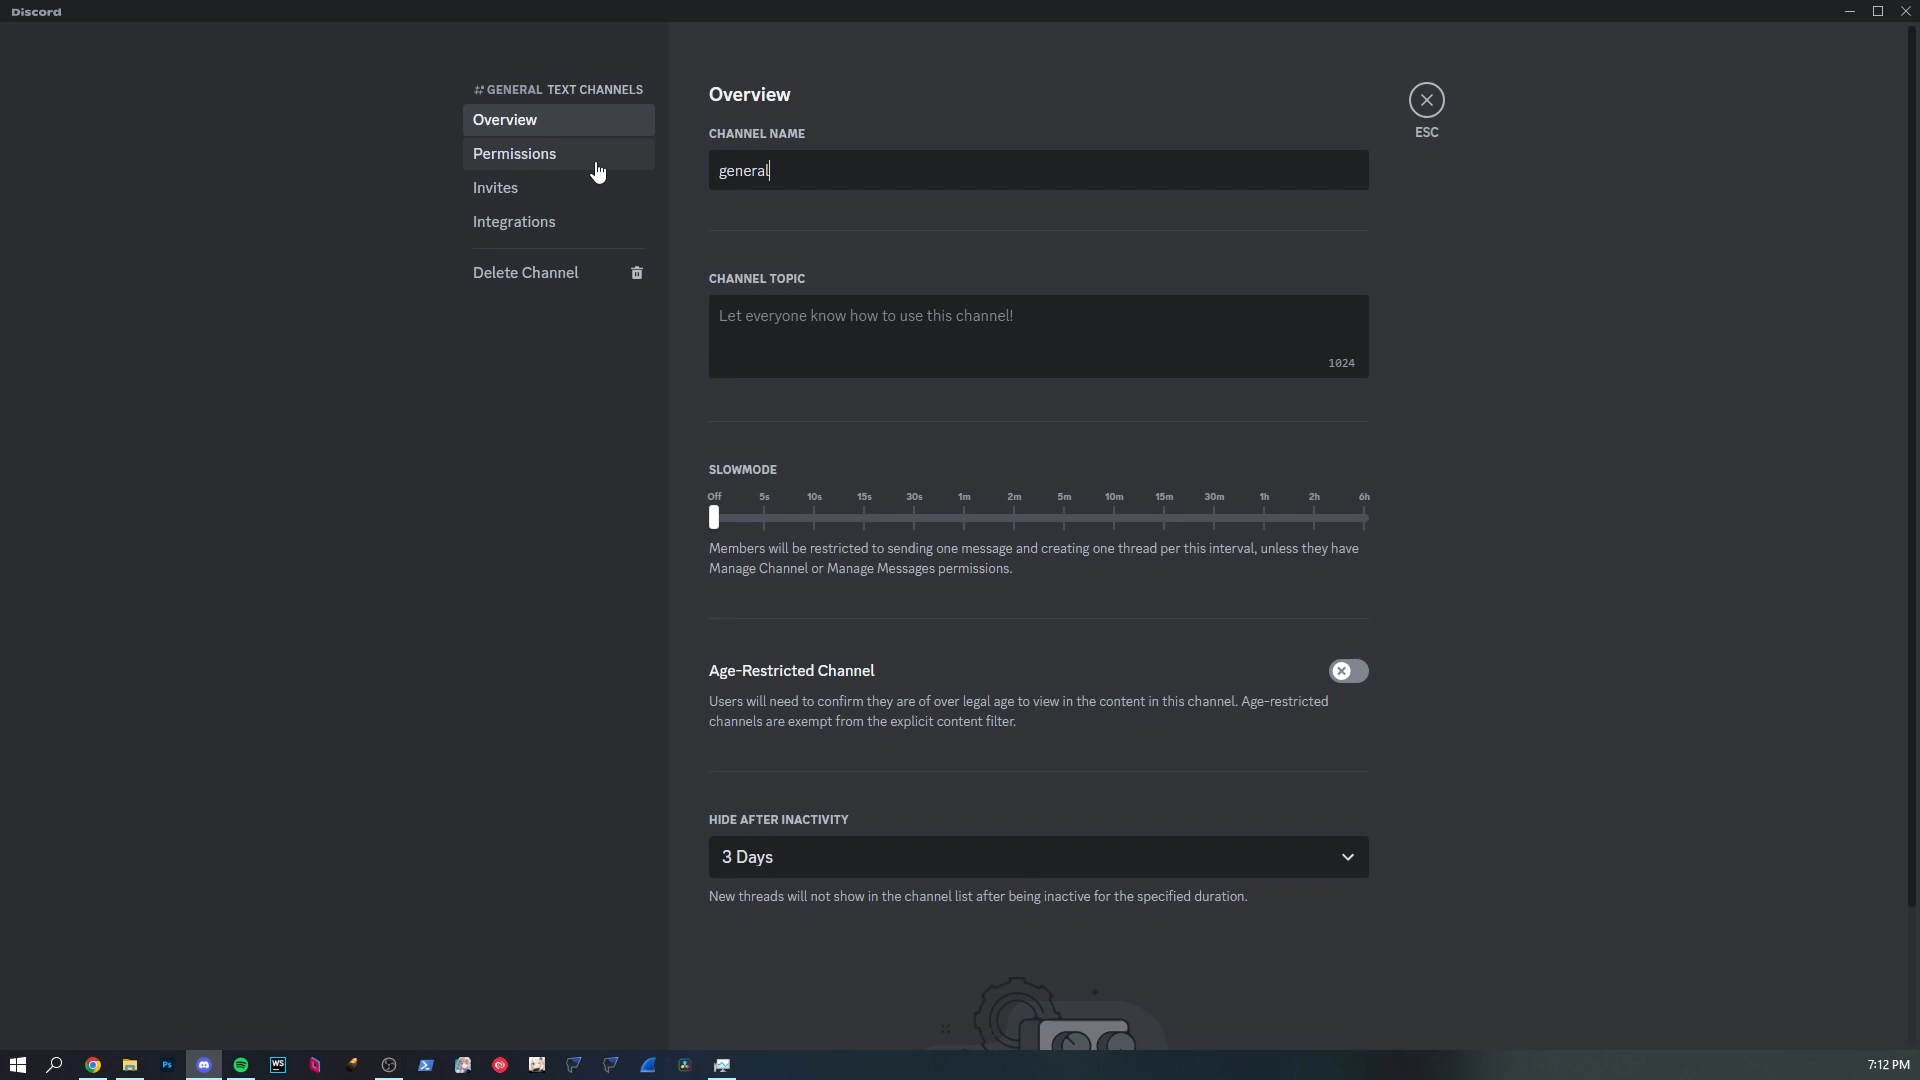 Discord
# GENERAL TEXT CHANNELS
Overview
Permissions
Invites
Integrations
Delete Channel
Overview
ESC
CHANNEL NAME
general
CHANNEL TOPIC
Let everyone know how to use this channel!
1024
SLOWMODE
Off 5s 10s 15s 30s 1m 2m 5m 10m 15m 30m 1h 2h 6h
Members will be restricted to sending one message and creating one thread per this interval, unless they have
Manage Channel or Manage Messages permissions.
Age-Restricted Channel
Users will need to confirm they are of over legal age to view in the content in this channel. Age-restricted
channels are exempt from the explicit content filter.
HIDE AFTER INACTIVITY
3 Days
New threads will not show in the channel list after being inactive for the specified duration.
Ps WS 7:12 PM